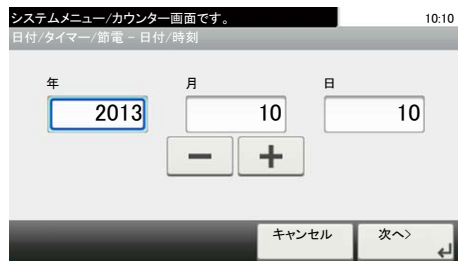 システムメニュー/カウンター画面です。 10:10
日付/タイマー/節電 - 日付/時刻
年 月 日
2013 10 10
キャンセル 次へ>